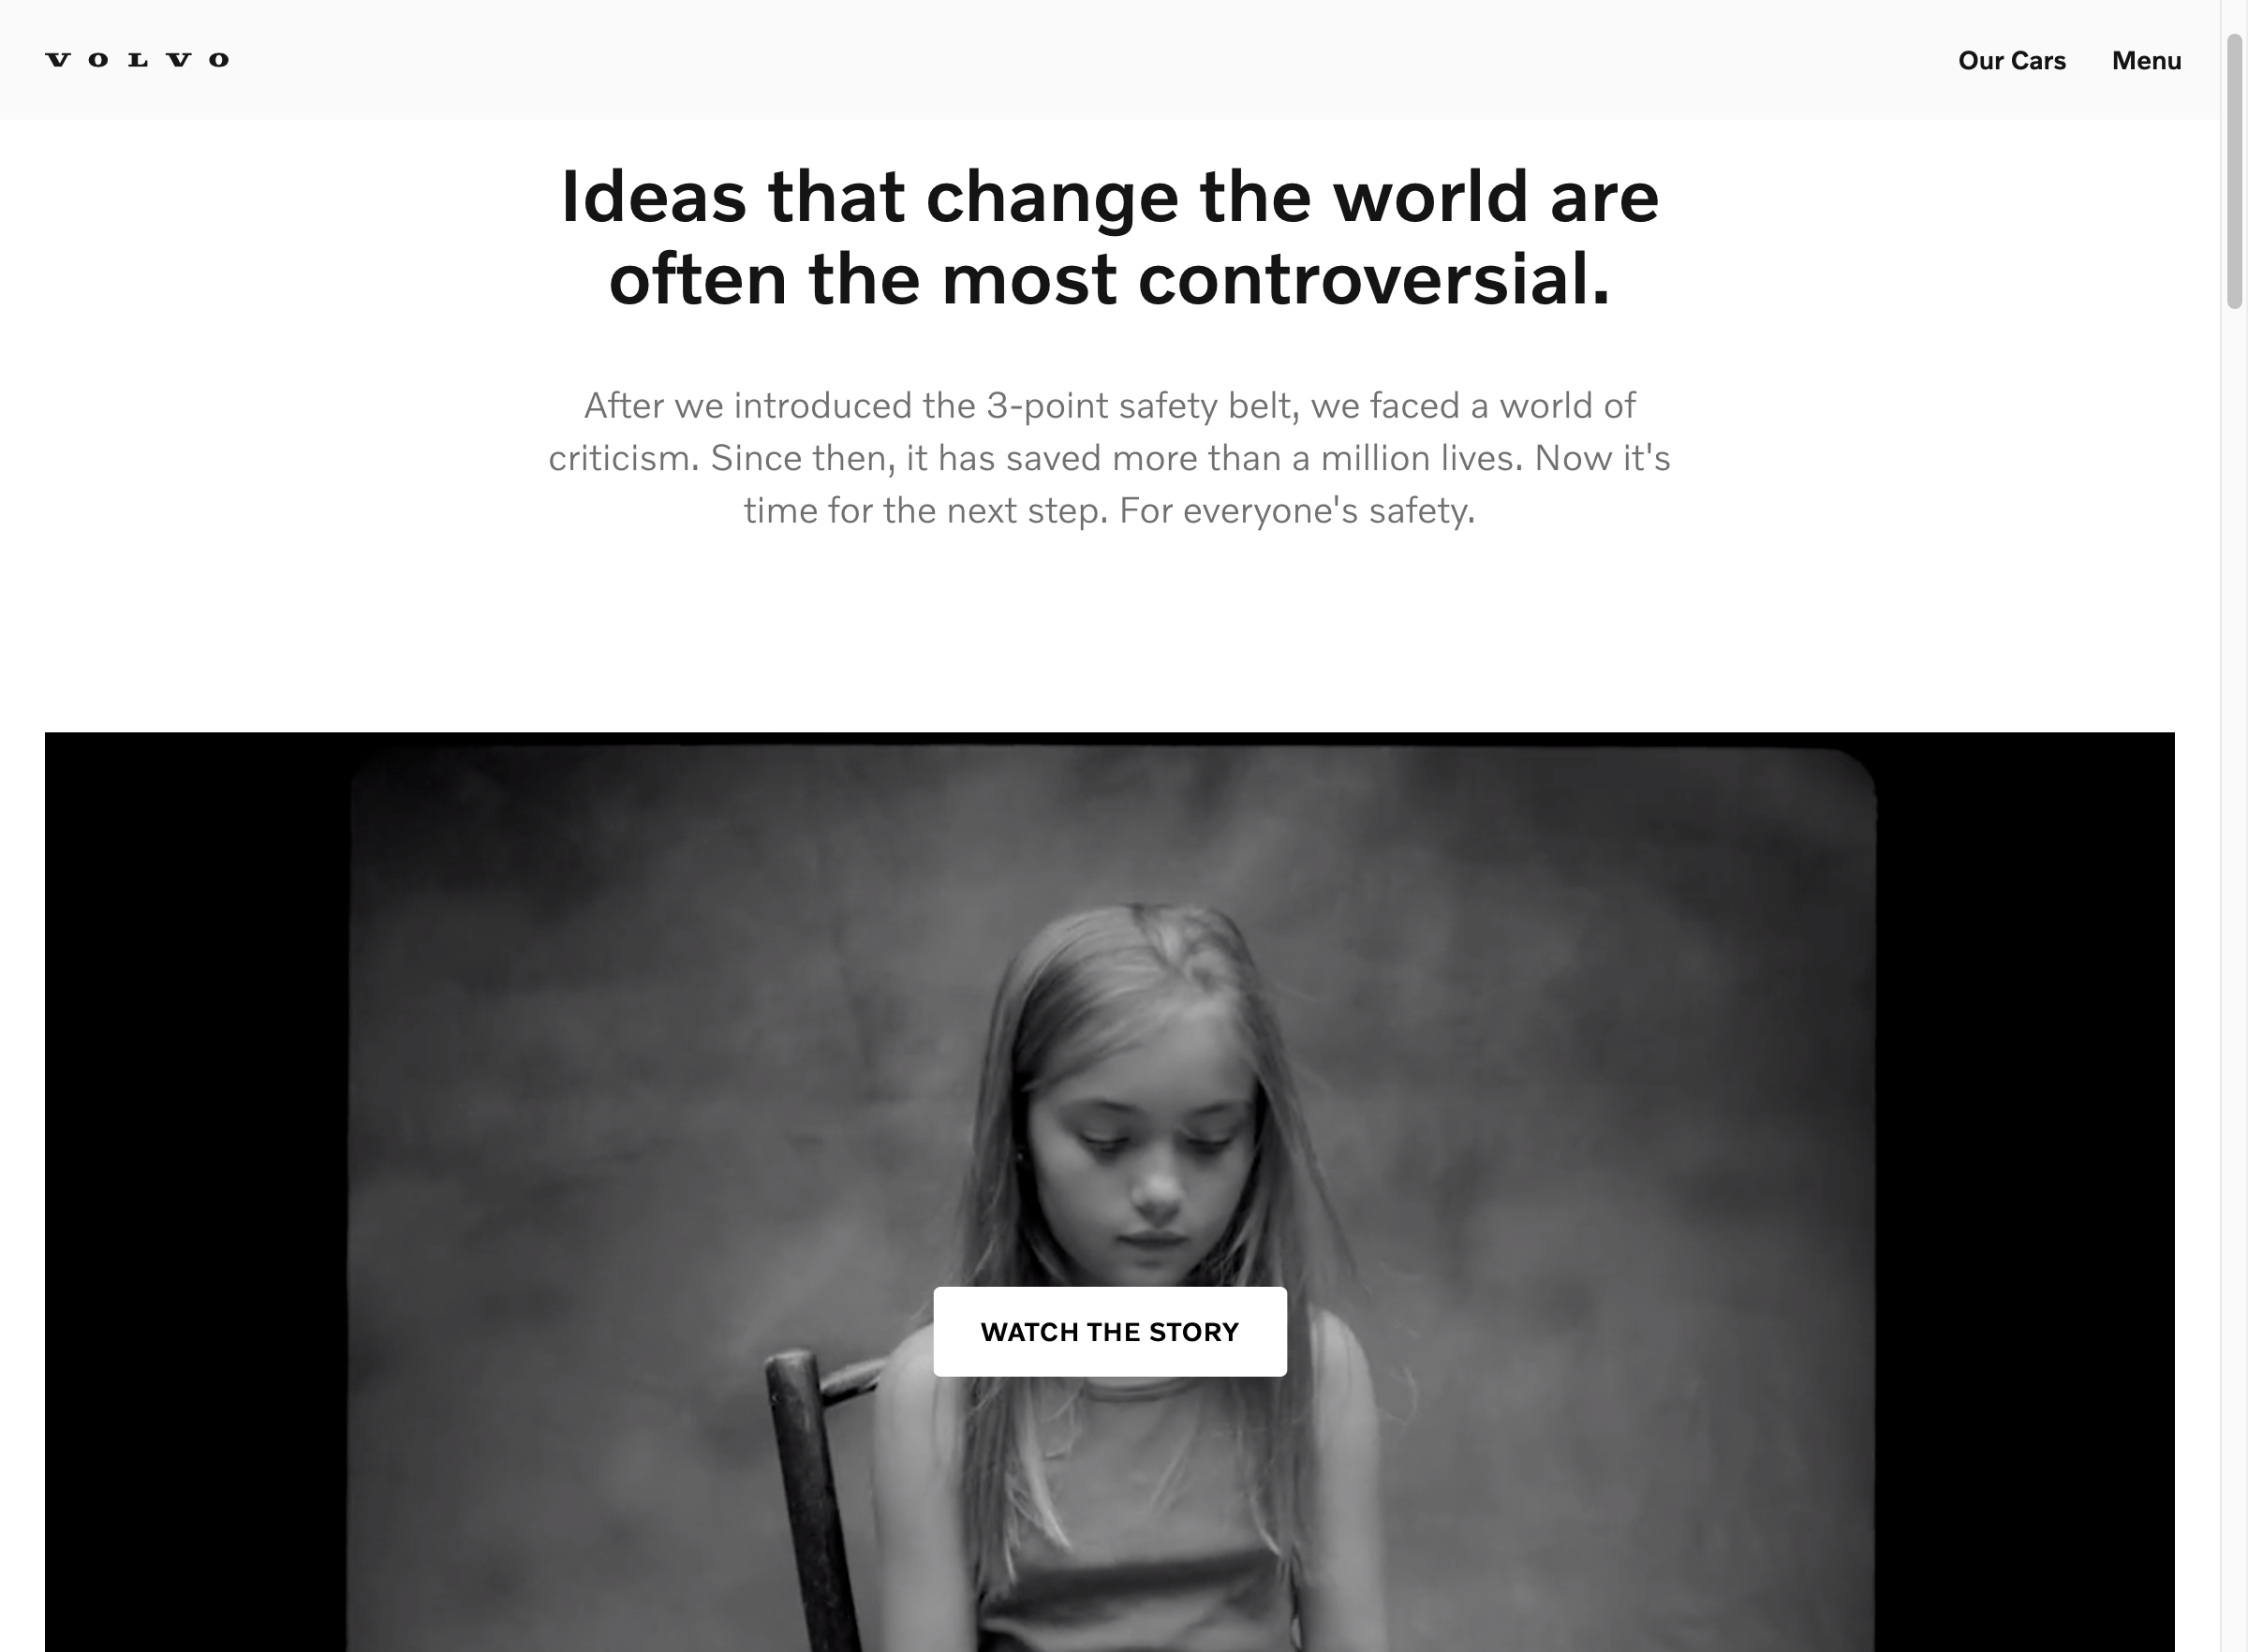 VOLVO
Our Cars
Menu
Ideas that change the world are
often the most controversial.
After we introduced the 3-point safety belt, we faced a world of
criticism. Since then, it has saved more than a million lives. Now it's
time for the next step. For everyone's safety.
WATCH THE STORY